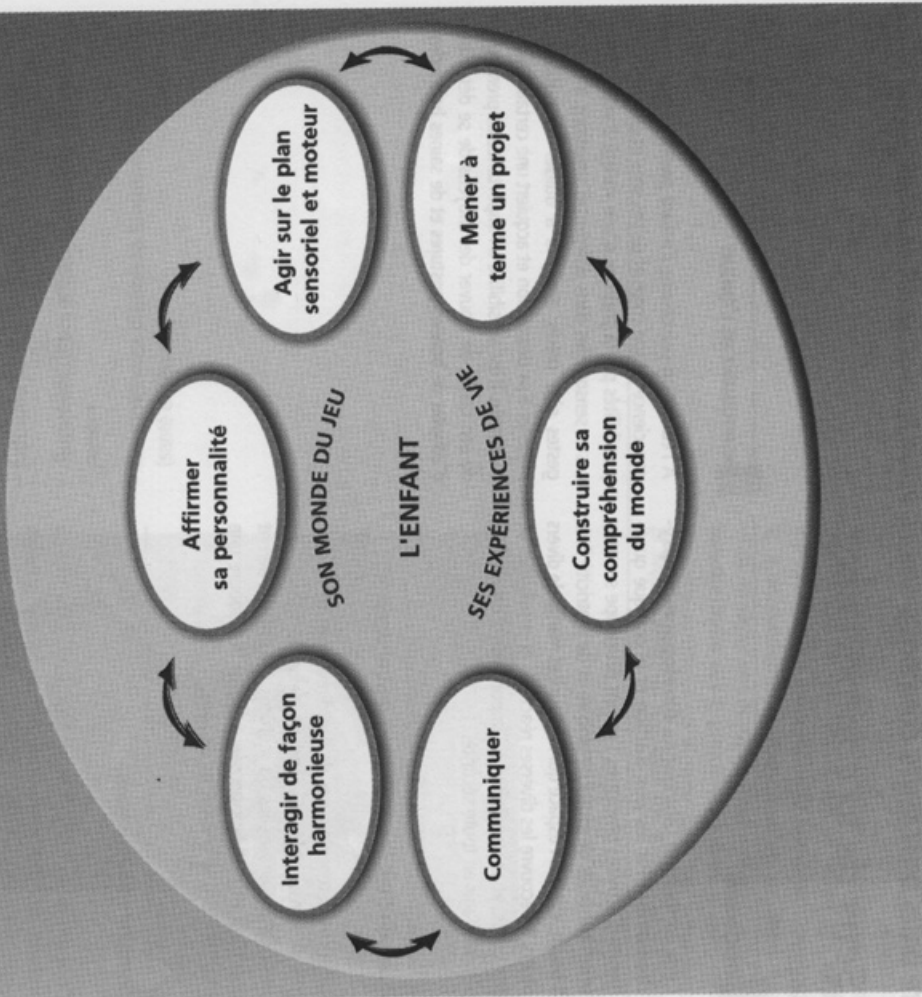 Affirmer
sa personnalité
Interagir de façon
harmonieuse
Agir sur le plan
sensoriel et moteur
SON MONDE DU JEU
L'ENFANT
SES EXPÉRIENCES DE VIE
Communiquer
Mener à
terme un projet
Construire sa
compréhension
du monde